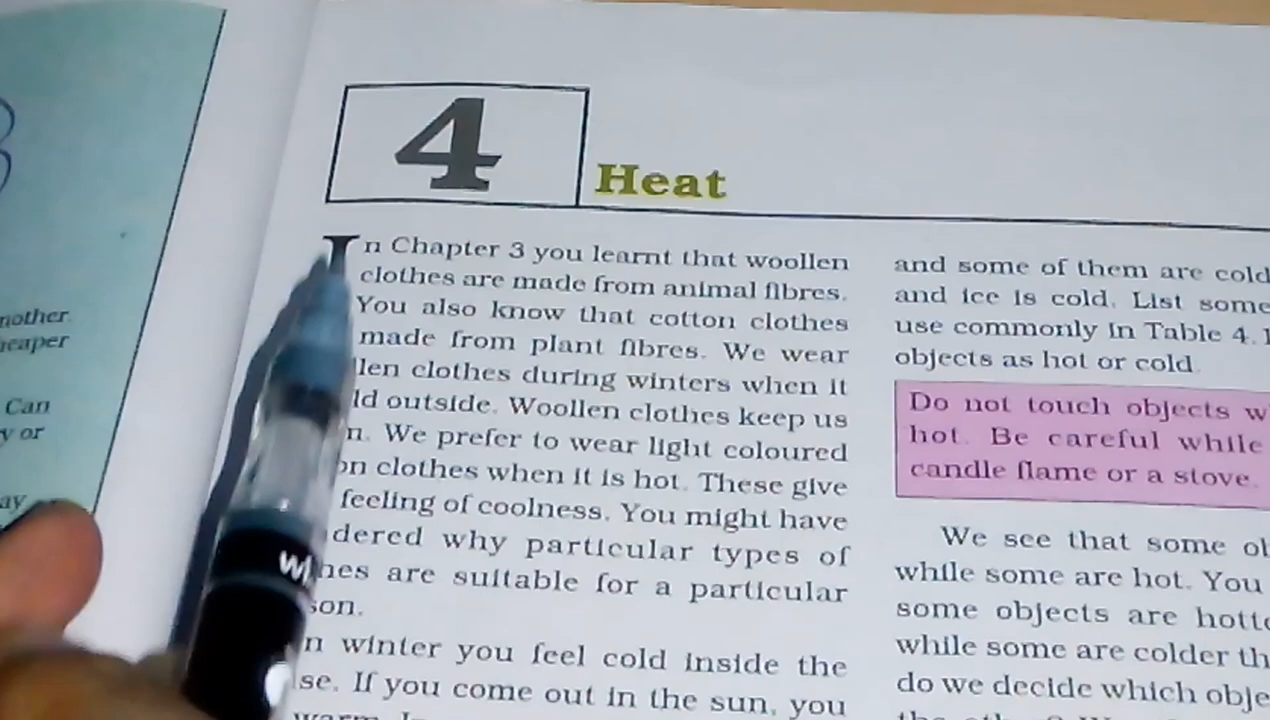 nother.
heaper
Can
y or
ay
4
Heat
In Chapter 3 you learnt that woollen
clothes are made from animal fibres.
You also know that cotton clothes
made from plant fibres. We wear
llen clothes during winters when it
ld outside. Woollen clothes keep us
n. We prefer to wear light coloured
on clothes when it is hot. These give
feeling of coolness. You might have
dered why particular types of
hes are suitable for a particular
son.
n winter you feel cold inside the
se. If you come out in the sun, you
and some of them are cold
and ice is cold. List some
use commonly in Table 4.1
objects as hot or cold.
Do not touch objects w
hot. Be careful while
candle flame or a stove.
We see that some ob
while some are hot. You
some objects are hotte
while some are colder th
do we decide which obje